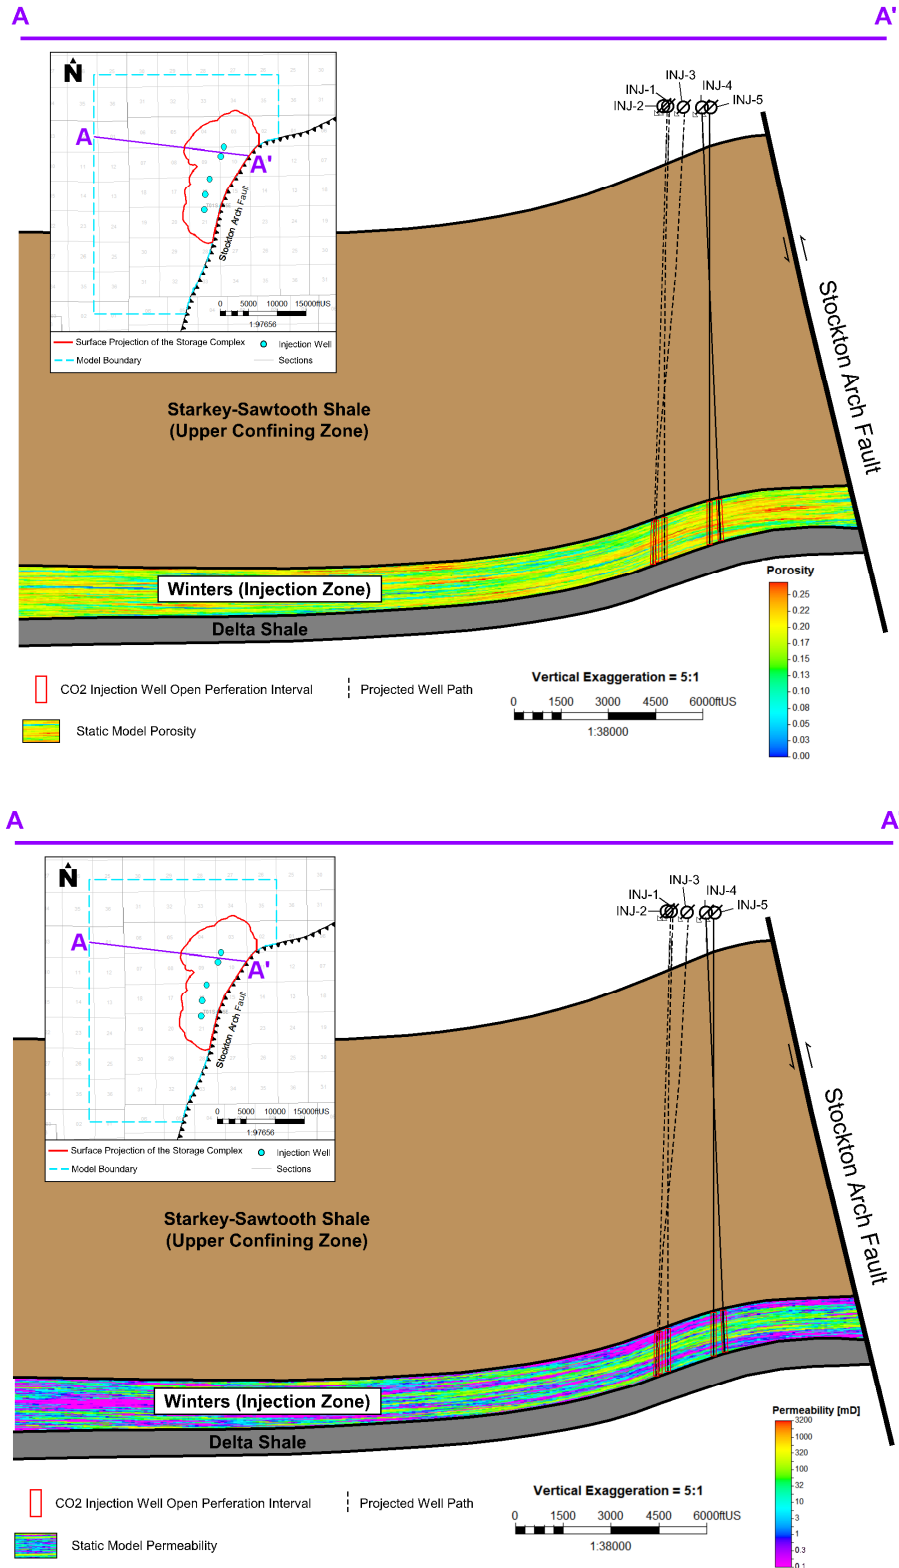 A A'
INJ-3
INJ-1 INJ-4
INJ-2 INJ-5
N
A
A'
Stockton Arch Fault
0 5000 10000 15000ftUS
1:97656
Surface Projection of the Storage Complex Injection Well
Model Boundary Sections
Stockton Arch Fault
Starkey-Sawtooth Shale
(Upper Confining Zone)
Winters (Injection Zone)
Delta Shale
Porosity
0.25
0.22
0.20
0.17
0.15
0.13
0.10
0.08
0.05
0.03
0.00
CO2 Injection Well Open Perferation Interval Projected Well Path
Static Model Porosity
Vertical Exaggeration = 5:1
0 1500 3000 4500 6000ftUS
1:38000
A A'
INJ-3
INJ-1 INJ-4
INJ-2 INJ-5
N
A
A'
Stockton Arch Fault
0 5000 10000 15000ftUS
1:97656
Surface Projection of the Storage Complex Injection Well
Model Boundary Sections
Stockton Arch Fault
Starkey-Sawtooth Shale
(Upper Confining Zone)
Winters (Injection Zone)
Delta Shale
Permeability [mD]
3200
1000
320
100
32
10
3
1
0.3
0.1
CO2 Injection Well Open Perferation Interval Projected Well Path
Static Model Permeability
Vertical Exaggeration = 5:1
0 1500 3000 4500 6000ftUS
1:38000